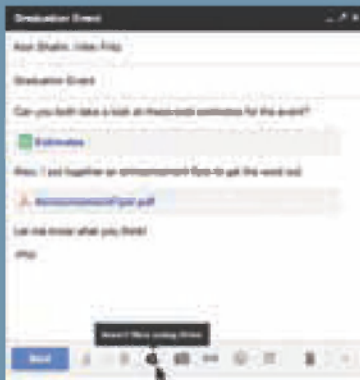 Graduation Event
Graduation Event
Can you both take a look at these cost estimates for the event?
Estimates
Also, I put together an announcement flyer to get the word out.
AnnouncementFlyer.pdf
Let me know what you think!
Send